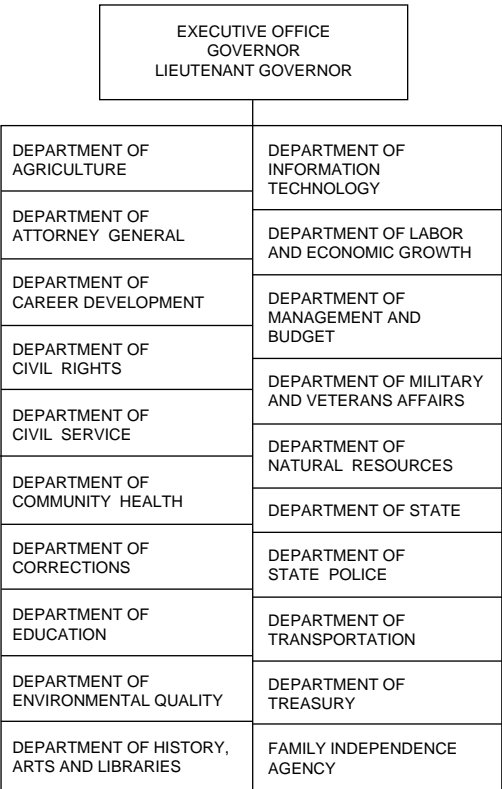 EXECUTIVE OFFICE
GOVERNOR
LIEUTENANT GOVERNOR
DEPARTMENT OF
AGRICULTURE
DEPARTMENT OF
ATTORNEY GENERAL
DEPARTMENT OF
CAREER DEVELOPMENT
DEPARTMENT OF
CIVIL RIGHTS
DEPARTMENT OF
CIVIL SERVICE
DEPARTMENT OF
COMMUNITY HEALTH
DEPARTMENT OF
CORRECTIONS
DEPARTMENT OF
EDUCATION
DEPARTMENT OF
ENVIRONMENTAL QUALITY
DEPARTMENT OF HISTORY,
ARTS AND LIBRARIES
DEPARTMENT OF
INFORMATION
TECHNOLOGY
DEPARTMENT OF LABOR
AND ECONOMIC GROWTH
DEPARTMENT OF
MANAGEMENT AND
BUDGET
DEPARTMENT OF MILITARY
AND VETERANS AFFAIRS
DEPARTMENT OF
NATURAL RESOURCES
DEPARTMENT OF STATE
DEPARTMENT OF
STATE POLICE
DEPARTMENT OF
TRANSPORTATION
DEPARTMENT OF
TREASURY
FAMILY INDEPENDENCE
AGENCY